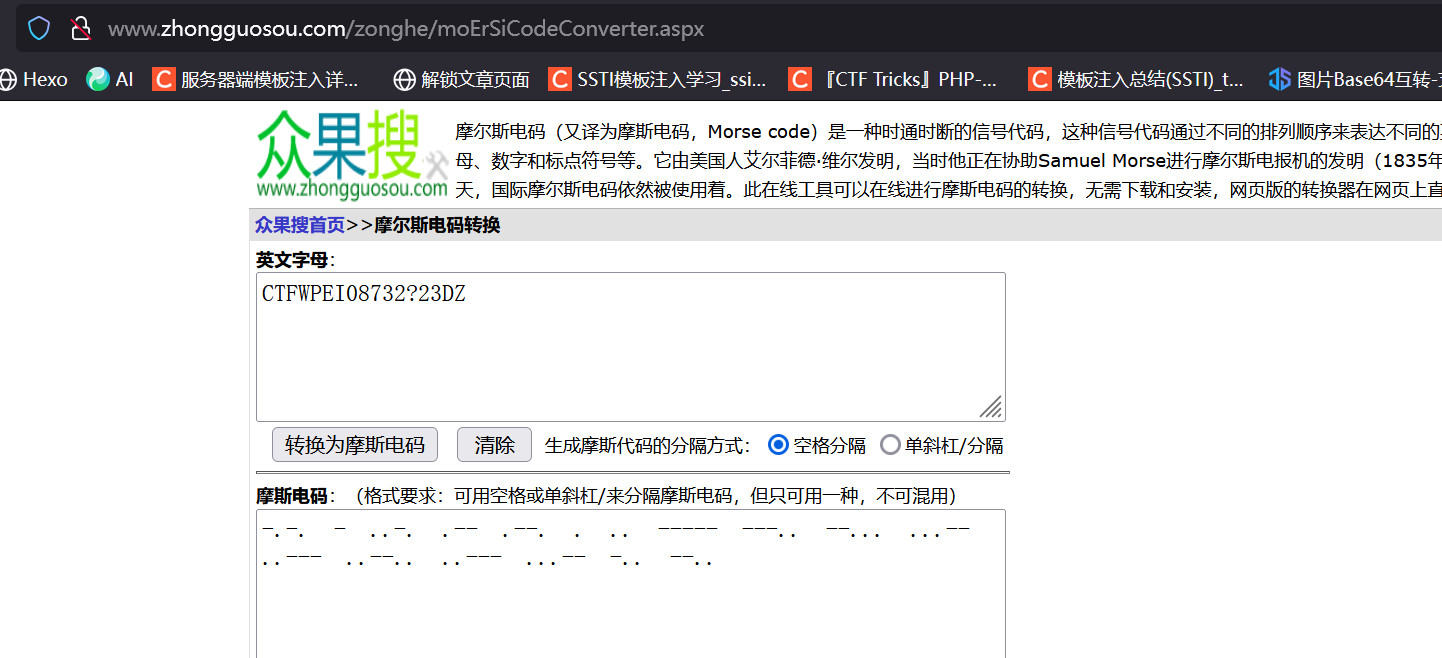 www.zhongguosou.com/zonghe/moErSiCodeConverter.aspx
Hexo AI 服务器端模板注入详... 解锁文章页面 SSTI模板注入学习_ssi... 『CTF Tricks』PHP-... 模板注入总结(SSTI)_t... 图片Base64互转-
众果搜
www.zhongguosou.com
摩尔斯电码（又译为摩斯电码，Morse code）是一种时通时断的信号代码，这种信号代码通过不同的排列顺序来表达不同的
母、数字和标点符号等。它由美国人艾尔菲德·维尔发明，当时他正在协助Samuel Morse进行摩尔斯电报机的发明（1835年
天，国际摩尔斯电码依然被使用着。此在线工具可以在线进行摩斯电码的转换，无需下载和安装，网页版的转换器在网页上直
众果搜首页>>摩尔斯电码转换
英文字母：
CTFWPEI08732?23DZ
转换为摩斯电码 清除 生成摩斯代码的分隔方式： 空格分隔 单斜杠/分隔
摩斯电码：（格式要求：可用空格或单斜杠/来分隔摩斯电码，但只可用一种，不可混用）
-.-. - ..-. .-- .--. . .. ----- ---.. --... ...--
..--- ..--.. ..--- ...-- -.. --..